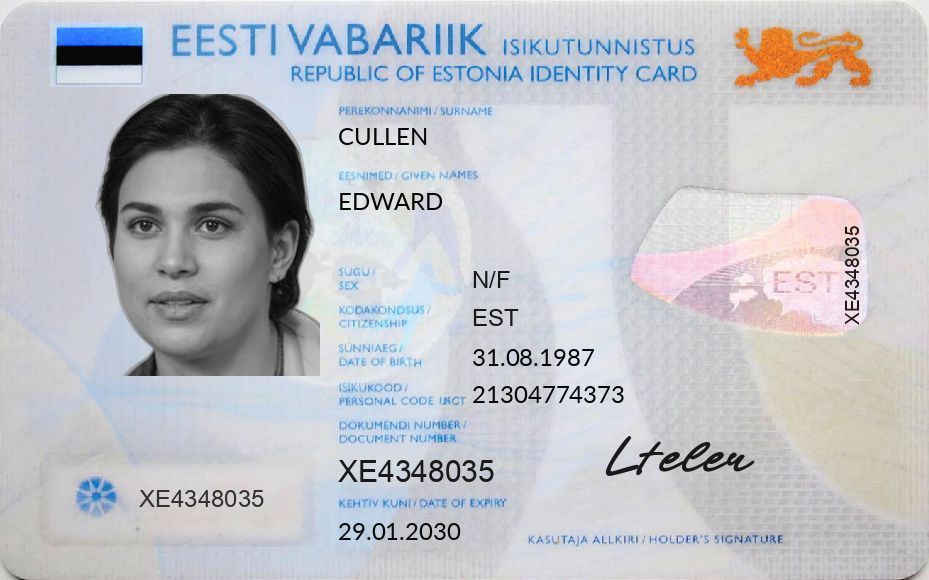 EESTI VABARIIK ISIKUTUNNISTUS
REPUBLIC OF ESTONIA IDENTITY CARD
PEREKONNANIMI / SURNAME
CULLEN
EESNIMED / GIVEN NAMES
EDWARD
SUGU /
SEX
N/F
KODAKONDSUS /
CITIZENSHIP
EST
SÜNNIAEG /
DATE OF BIRTH
31.08.1987
ISIKUKOOD /
PERSONAL CODE
21304774373
DOKUMENDI NUMBER /
DOCUMENT NUMBER
XE4348035
KEHTIV KUNI / DATE OF EXPIRY
29.01.2030
XE4348035
EST
XE4348035
KASUTAJA ALLKIRI / HOLDER'S SIGNATURE